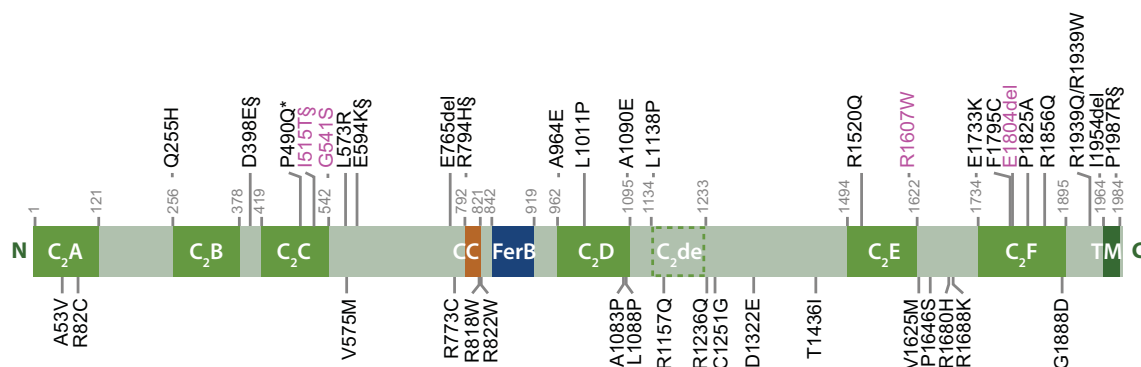 Q255H
D398E§
P490Q*
I515T§
G541S
L573R
E594K§
E765del
R794H§
A964E
L1011P
A1090E
L1138P
R1520Q
R1607W
E1733K
F1795C
E1804del
P1825A
R1856Q
R1939Q/R1939W
I1954del
P1987R§
1
121
256
378
419
542
792
821
842
919
962
1095
1134
1233
1494
1622
1734
1895
1964
1984
N
C2A
C2B
C2C
CC
FerB
C2D
C2de
C2E
C2F
TM
C
A53V
R82C
V575M
R773C
R818W
R822W
A1083P
L1088P
R1157Q
R1236Q
C1251G
D1322E
T1436I
V1625M
P1646S
R1680H
R1688K
G1888D